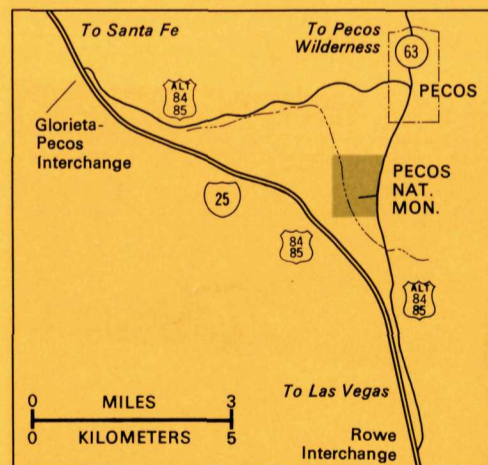 To Santa Fe
To Pecos
Wilderness
63
PECOS
ALT
84
85
Glorieta-
Pecos
Interchange
PECOS
NAT.
MON.
25
84
85
ALT
84
85
0 MILES 3
0 KILOMETERS 5
To Las Vegas
Rowe
Interchange